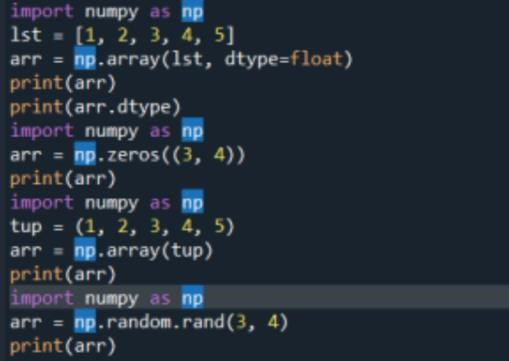 import numpy as np
lst = [1, 2, 3, 4, 5]
arr = np.array(lst, dtype=float)
print(arr)
print(arr.dtype)
import numpy as np
arr = np.zeros((3, 4))
print(arr)
import numpy as np
tup = (1, 2, 3, 4, 5)
arr = np.array(tup)
print(arr)
import numpy as np
arr = np.random.rand(3, 4)
print(arr)